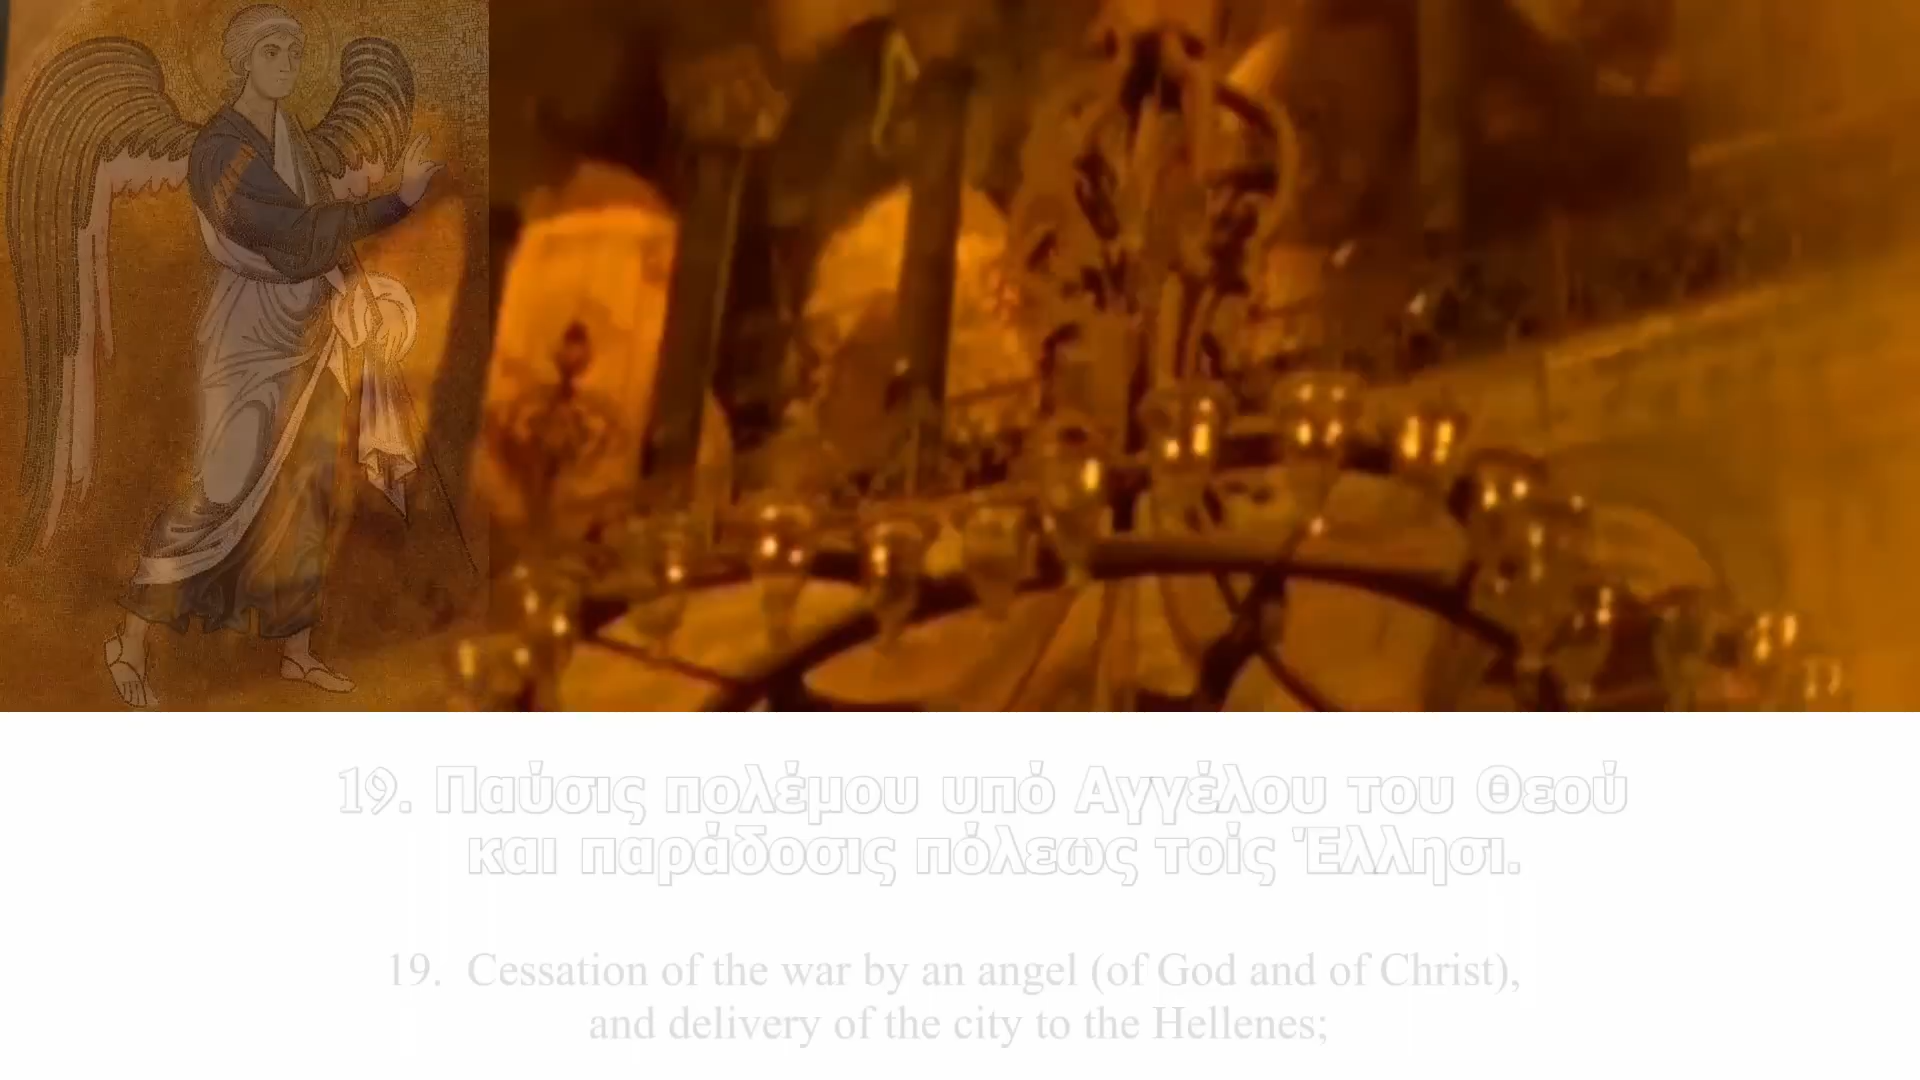 19. Παύσις πολέμου υπό Αγγέλου του Θεού
και παράδοσις πόλεως τοίς Έλλησι.
19. Cessation of the war by an angel (of God and of Christ),
and delivery of the city to the Hellenes;